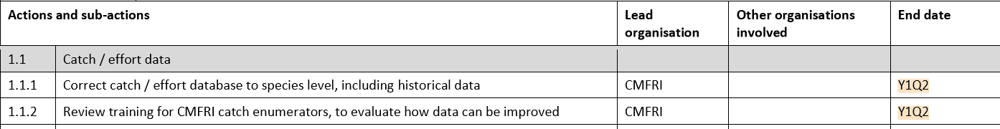 Actions and sub-actions Lead organisation Other organisations involved End date
1.1 Catch / effort data
1.1.1 Correct catch / effort database to species level, including historical data CMFRI Y1Q2
1.1.2 Review training for CMFRI catch enumerators, to evaluate how data can be improved CMFRI Y1Q2